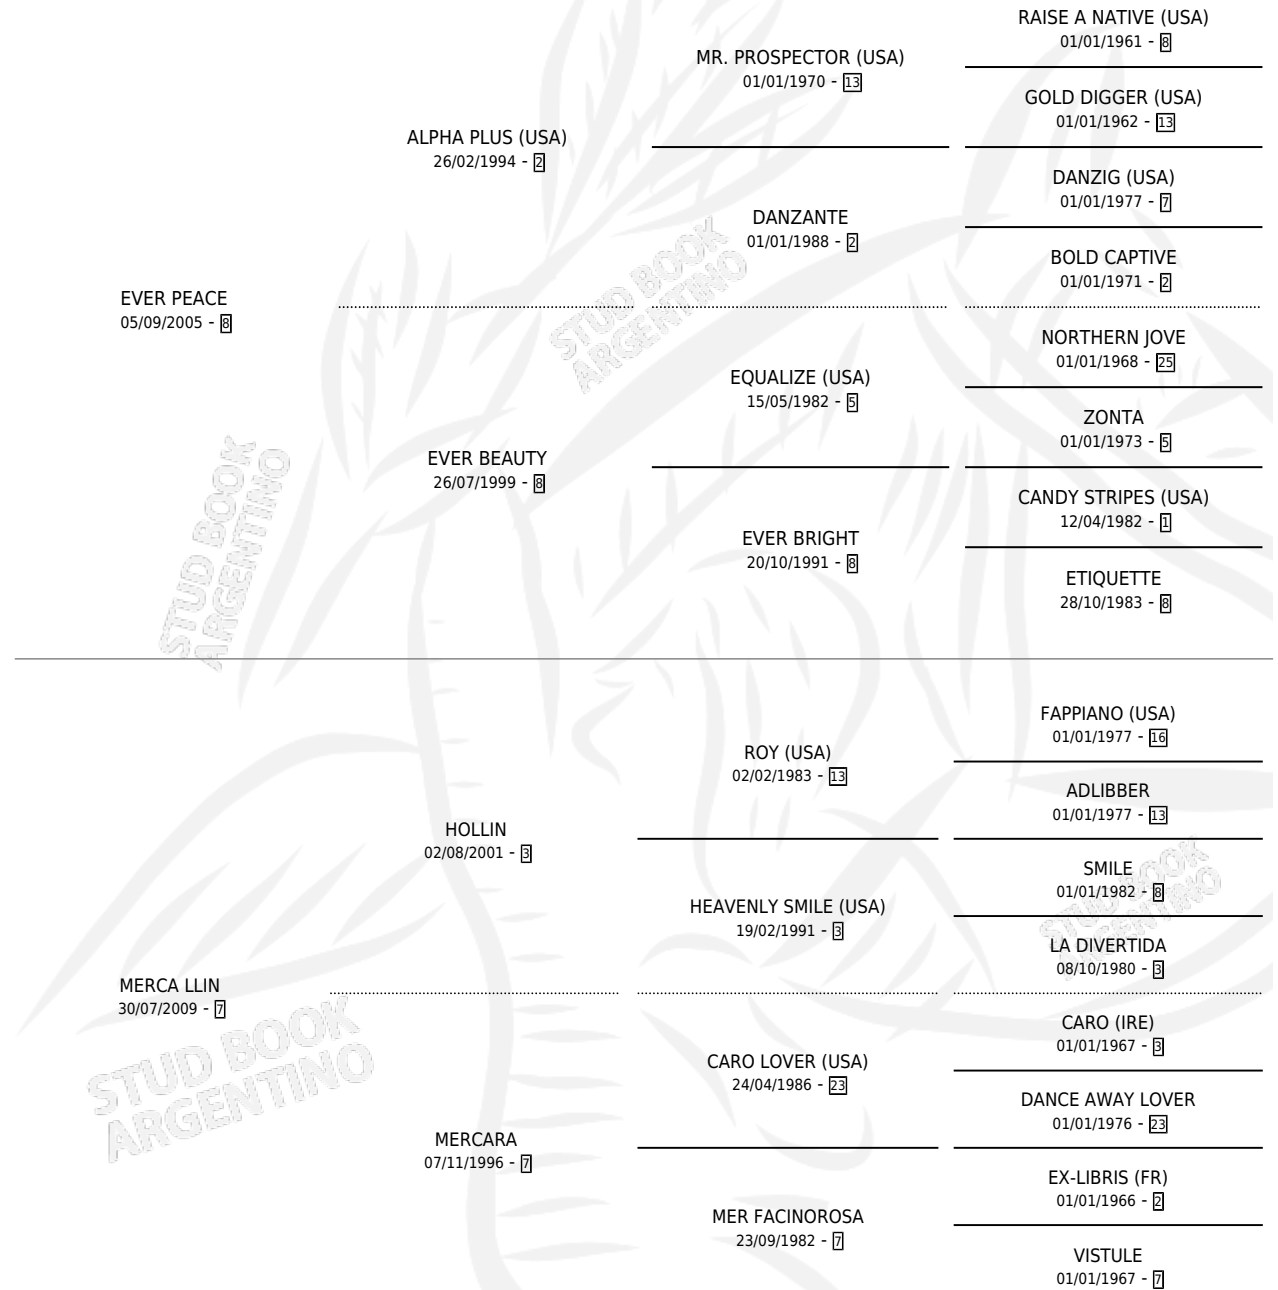 RAISE A NATIVE (USA)
01/01/1961 - 8
MR. PROSPECTOR (USA)
01/01/1970 - 13
GOLD DIGGER (USA)
01/01/1962 - 13
ALPHA PLUS (USA)
26/02/1994 - 2
DANZIG (USA)
01/01/1977 - 7
DANZANTE
01/01/1988 - 2
BOLD CAPTIVE
01/01/1971 - 2
EVER PEACE
05/09/2005 - 8
NORTHERN JOVE
01/01/1968 - 25
EQUALIZE (USA)
15/05/1982 - 5
ZONTA
01/01/1973 - 5
EVER BEAUTY
26/07/1999 - 8
CANDY STRIPES (USA)
12/04/1982 - 1
EVER BRIGHT
20/10/1991 - 8
ETIQUETTE
28/10/1983 - 8
STUD BOOK
ARGENTINO
STUD BOOK
ARGENTINO
FAPPIANO (USA)
01/01/1977 - 16
ROY (USA)
02/02/1983 - 13
ADLIBBER
01/01/1977 - 13
HOLLIN
02/08/2001 - 3
SMILE
01/01/1982 - 8
HEAVENLY SMILE (USA)
19/02/1991 - 3
LA DIVERTIDA
08/10/1980 - 3
MERCA LLIN
30/07/2009 - 7
CARO (IRE)
01/01/1967 - 3
CARO LOVER (USA)
24/04/1986 - 23
DANCE AWAY LOVER
01/01/1976 - 23
MERCARA
07/11/1996 - 7
EX-LIBRIS (FR)
01/01/1966 - 2
MER FACINOROSA
23/09/1982 - 7
VISTULE
01/01/1967 - 7
STUD BOOK
ARGENTINO
STUD BOOK
ARGENTINO